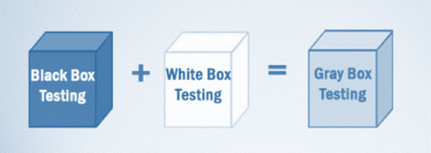 Black Box
Testing
+
White Box
Testing
=
Gray Box
Testing